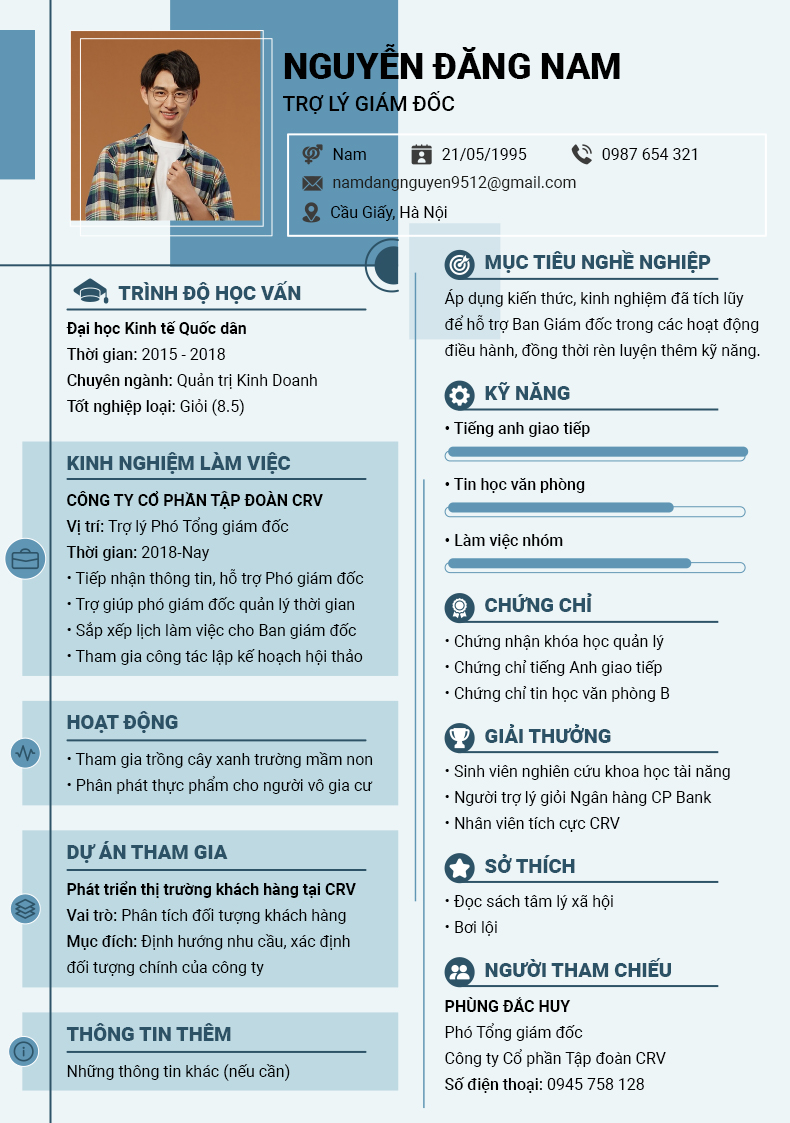 NGUYỄN ĐĂNG NAM
TRỢ LÝ GIÁM ĐỐC
Nam 21/05/1995 0987 654 321
namdangnguyen9512@gmail.com
Cầu Giấy, Hà Nội
TRÌNH ĐỘ HỌC VẤN
Đại học Kinh tế Quốc dân
Thời gian: 2015 - 2018
Chuyên ngành: Quản trị Kinh Doanh
Tốt nghiệp loại: Giỏi (8.5)
KINH NGHIỆM LÀM VIỆC
CÔNG TY CỔ PHẦN TẬP ĐOÀN CRV
Vị trí: Trợ lý Phó Tổng giám đốc
Thời gian: 2018-Nay
• Tiếp nhận thông tin, hỗ trợ Phó giám đốc
• Trợ giúp phó giám đốc quản lý thời gian
• Sắp xếp lịch làm việc cho Ban giám đốc
• Tham gia công tác lập kế hoạch hội thảo
HOẠT ĐỘNG
• Tham gia trồng cây xanh trường mầm non
• Phân phát thực phẩm cho người vô gia cư
DỰ ÁN THAM GIA
Phát triển thị trường khách hàng tại CRV
Vai trò: Phân tích đối tượng khách hàng
Mục đích: Định hướng nhu cầu, xác định
đối tượng chính của công ty
THÔNG TIN THÊM
Những thông tin khác (nếu cần)
MỤC TIÊU NGHỀ NGHIỆP
Áp dụng kiến thức, kinh nghiệm đã tích lũy
để hỗ trợ Ban Giám đốc trong các hoạt động
điều hành, đồng thời rèn luyện thêm kỹ năng.
KỸ NĂNG
• Tiếng anh giao tiếp
• Tin học văn phòng
• Làm việc nhóm
CHỨNG CHỈ
• Chứng nhận khóa học quản lý
• Chứng chỉ tiếng Anh giao tiếp
• Chứng chỉ tin học văn phòng B
GIẢI THƯỞNG
• Sinh viên nghiên cứu khoa học tài năng
• Người trợ lý giỏi Ngân hàng CP Bank
• Nhân viên tích cực CRV
SỞ THÍCH
• Đọc sách tâm lý xã hội
• Bơi lội
NGƯỜI THAM CHIẾU
PHÙNG ĐẮC HUY
Phó Tổng giám đốc
Công ty Cổ phần Tập đoàn CRV
Số điện thoại: 0945 758 128